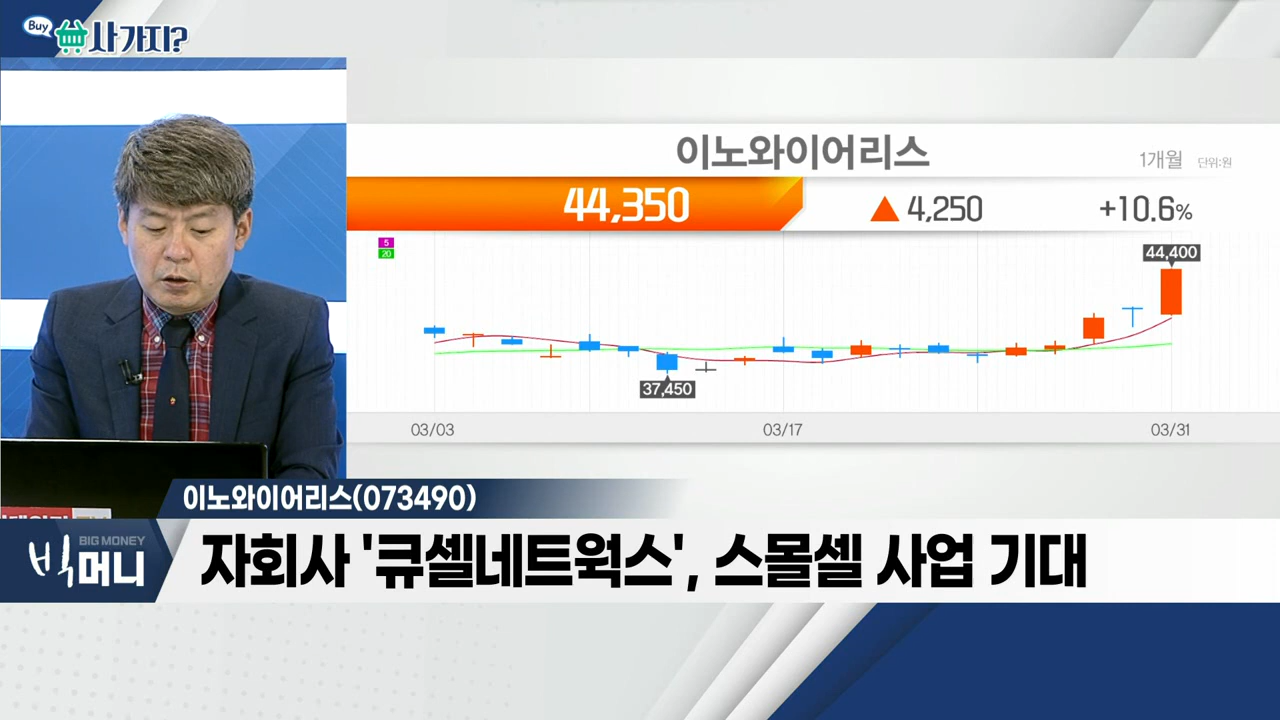 Buy
사가지?
이노와이어리스
1개월 단위:원
44,350 ▲ 4,250 +10.6%
5
20
44,400
37,450
03/03 03/17 03/31
이노와이어리스(073490)
BIG MONEY
빅머니
자회사 '큐셀네트웍스', 스몰셀 사업 기대